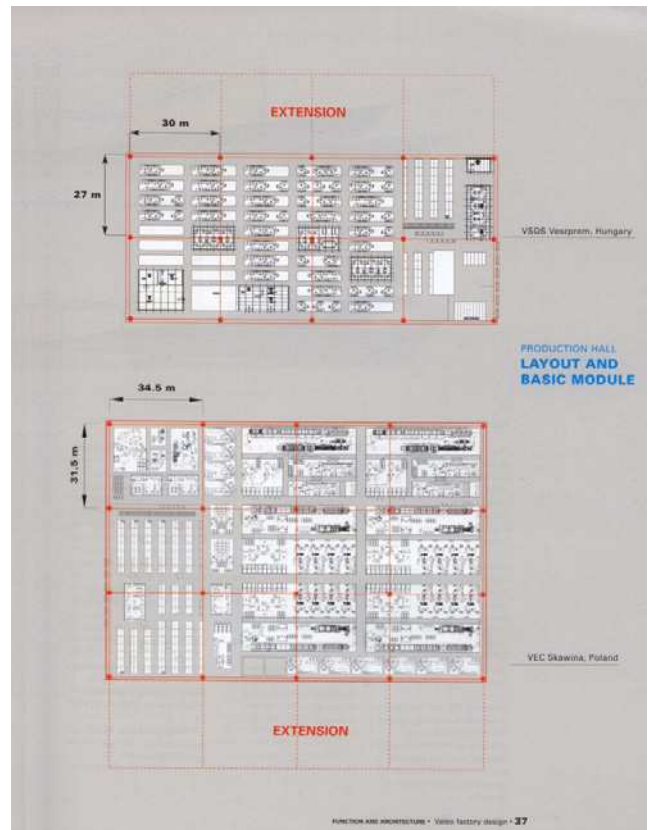 EXTENSION
30 m
27 m
VSDS Veszprem, Hungary
PRODUCTION HALL
LAYOUT AND
BASIC MODULE
34.5 m
31.5 m
VEC Skawina, Poland
EXTENSION
FUNCTION AND ARCHITECTURE • Valeo factory design • 37